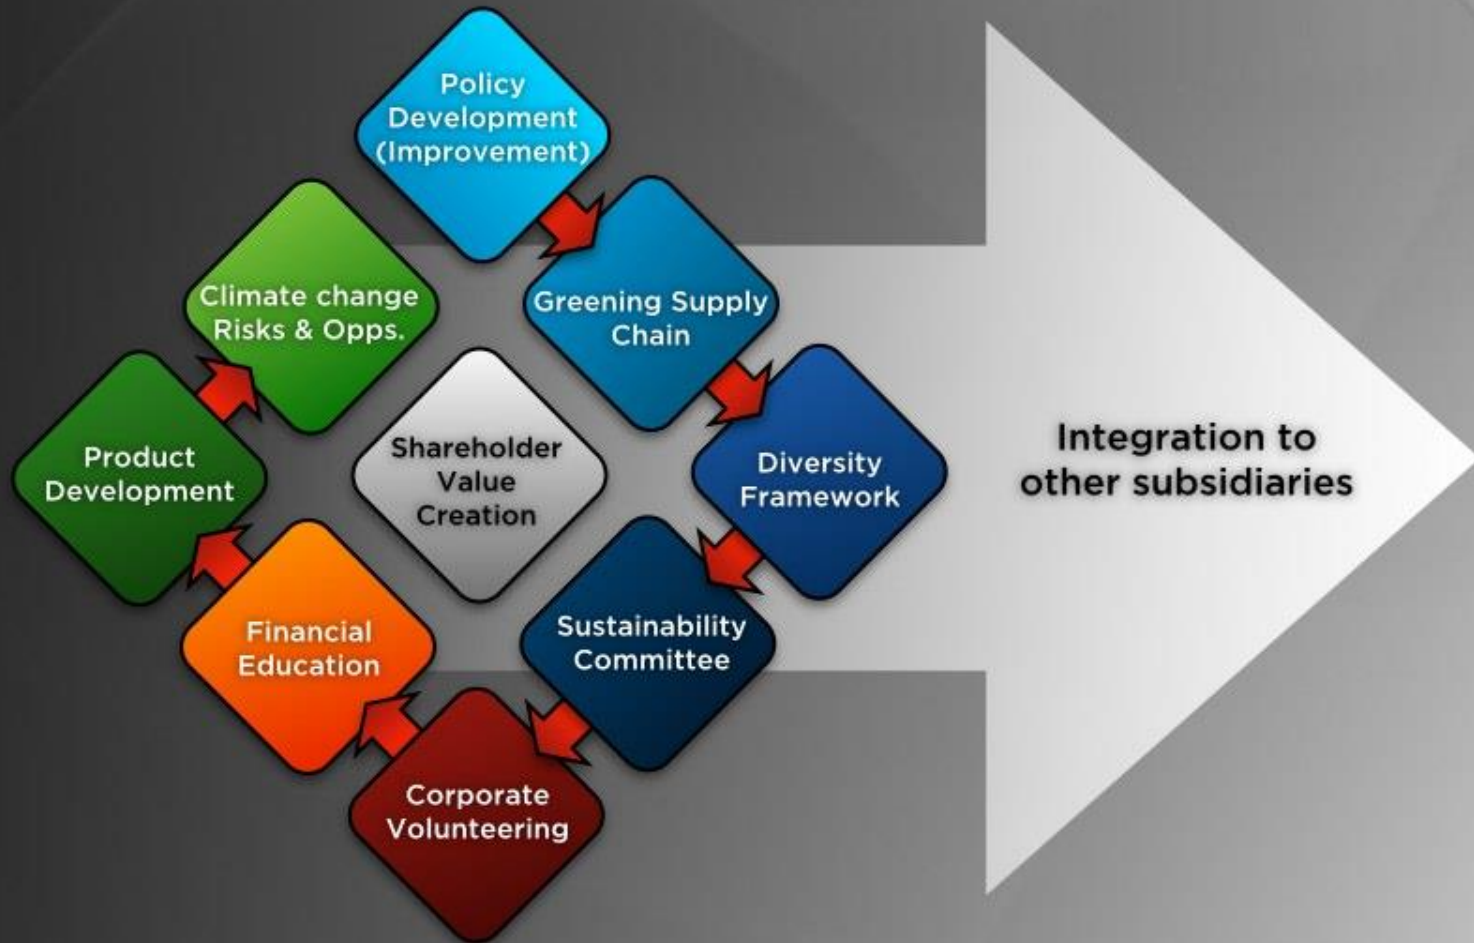 Policy
Development
(Improvement)
Climate change
Risks & Opps.
Greening Supply
Chain
Product
Development
Shareholder
Value
Creation
Diversity
Framework
Integration to
other subsidiaries
Financial
Education
Sustainability
Committee
Corporate
Volunteering